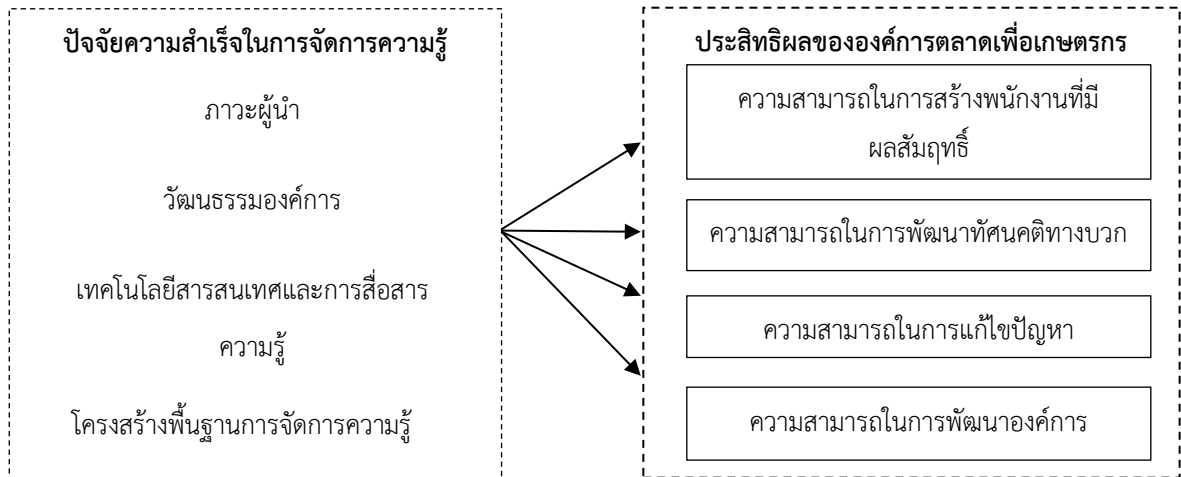 ปัจจัยความสำเร็จในการจัดการความรู้
ภาวะผู้นำ
วัฒนธรรมองค์การ
เทคโนโลยีสารสนเทศและการสื่อสาร
ความรู้
โครงสร้างพื้นฐานการจัดการความรู้
ประสิทธิผลขององค์การตลาดเพื่อเกษตรกร
ความสามารถในการสร้างพนักงานที่มี
ผลสัมฤทธิ์
ความสามารถในการพัฒนาทัศนคติทางบวก
ความสามารถในการแก้ไขปัญหา
ความสามารถในการพัฒนาองค์การ